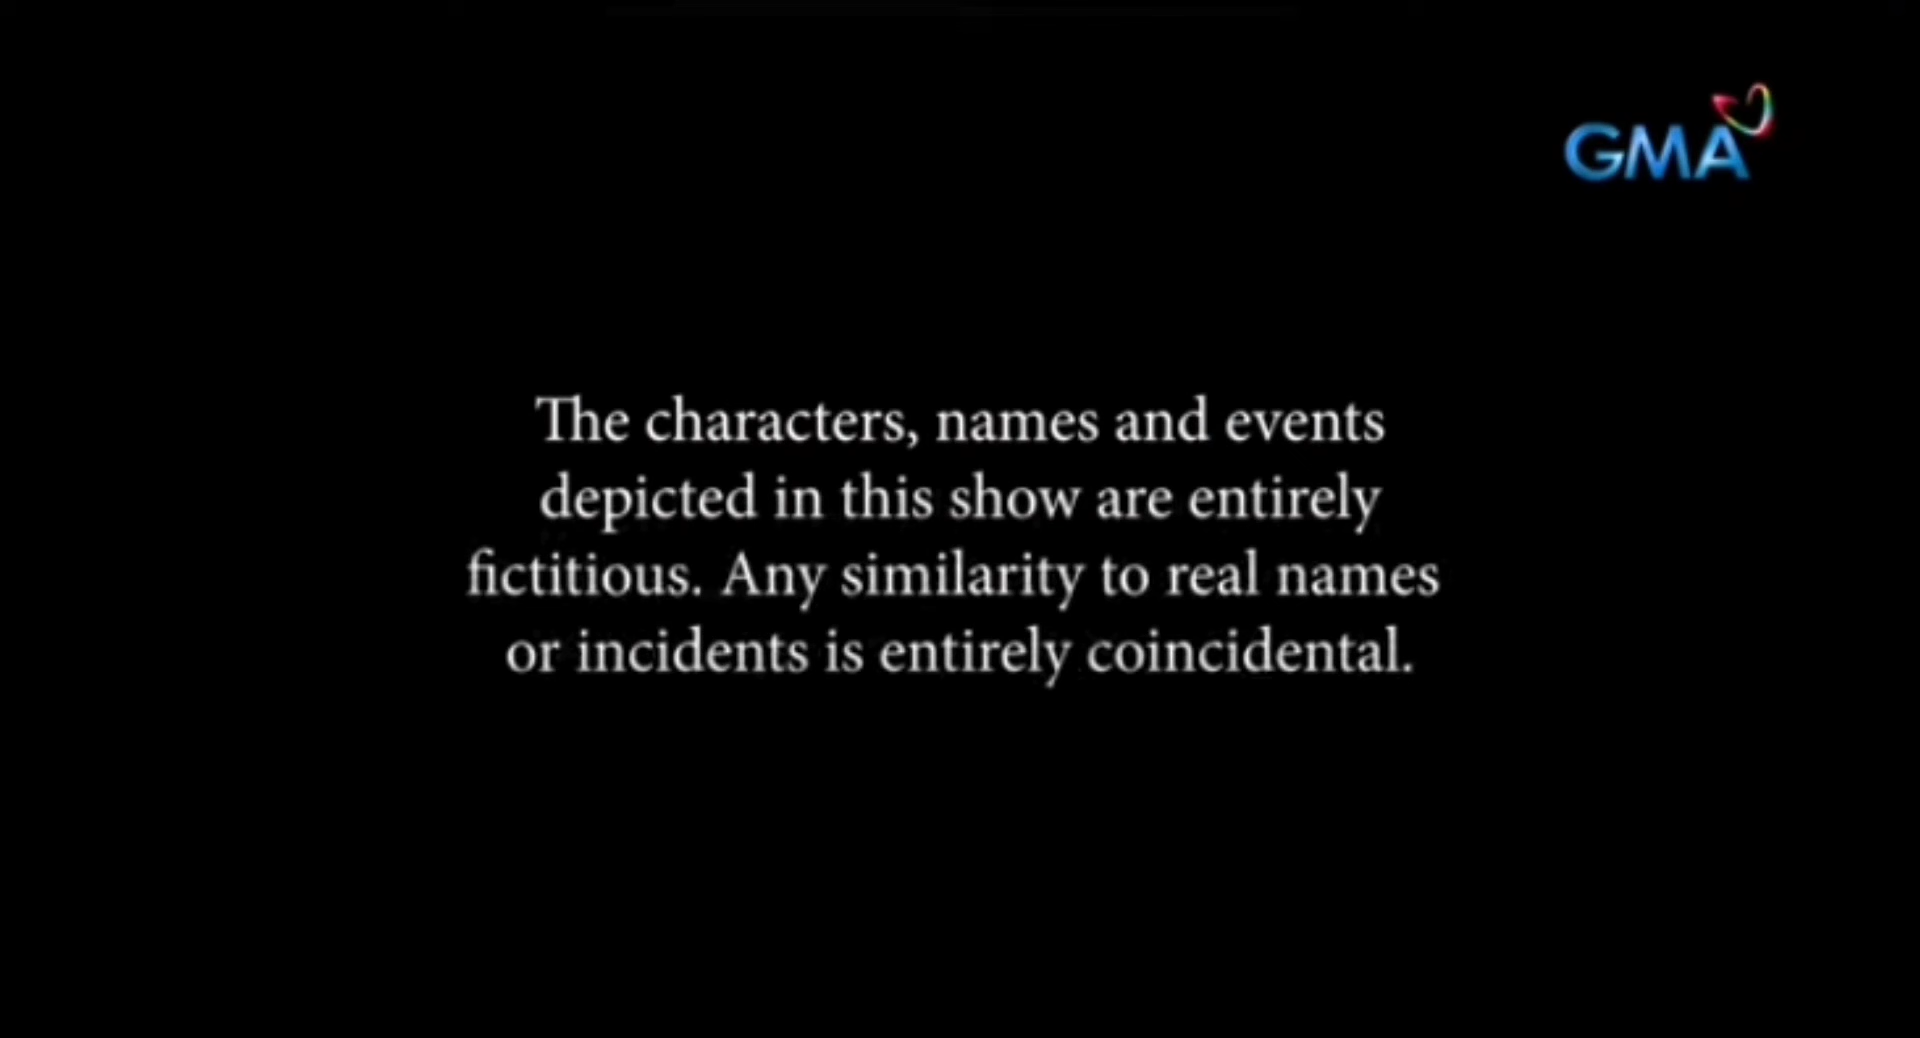 GMA
The characters, names and events
depicted in this show are entirely
fictitious. Any similarity to real names
or incidents is entirely coincidental.